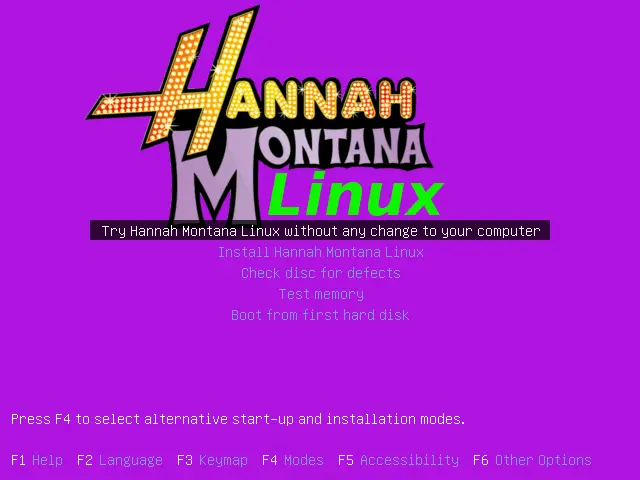 HANNAH
MONTANA
Linux
Try Hannah Montana Linux without any change to your computer
Install Hannah Montana Linux
Check disc for defects
Test memory
Boot from first hard disk
Press F4 to select alternative start-up and installation modes.
F1 Help F2 Language F3 Keymap F4 Modes F5 Accessibility F6 Other Options